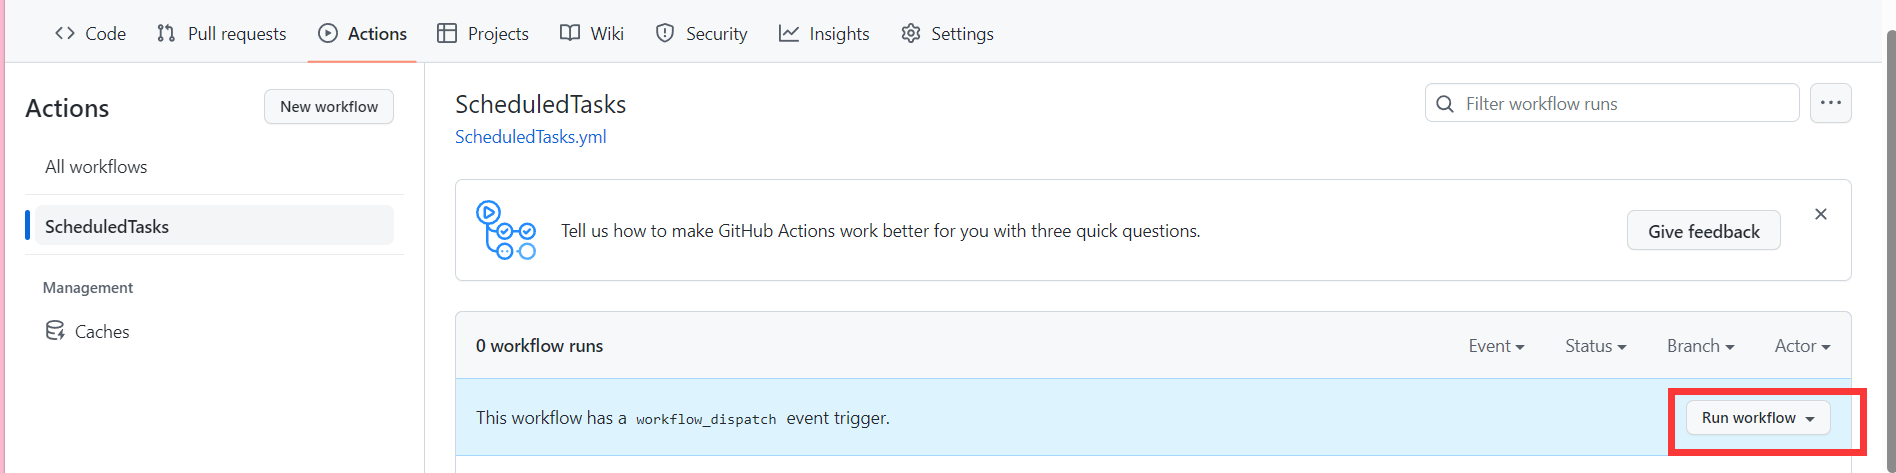 Code Pull requests Actions Projects Wiki Security Insights Settings
Actions
New workflow
All workflows
ScheduledTasks
Management
Caches
ScheduledTasks
ScheduledTasks.yml
Filter workflow runs
Tell us how to make GitHub Actions work better for you with three quick questions.
Give feedback
0 workflow runs
Event Status Branch Actor
This workflow has a workflow_dispatch event trigger.
Run workflow